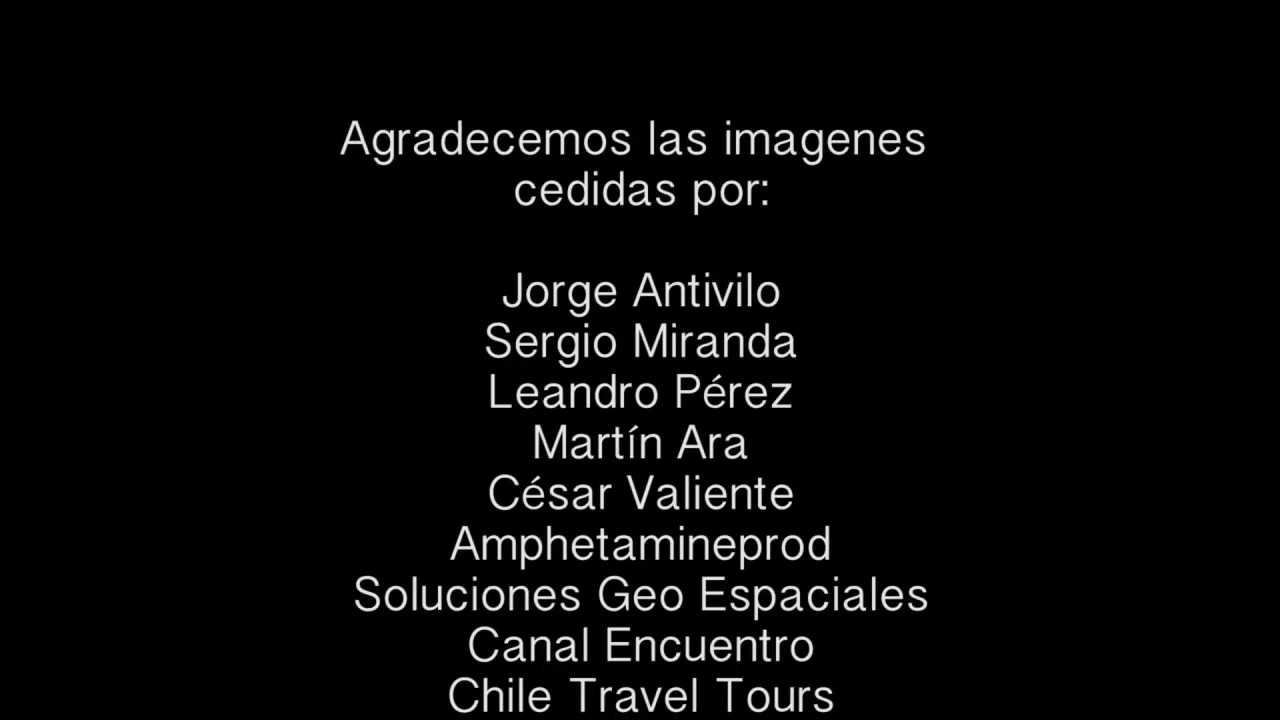 Agradecemos las imagenes
cedidas por:
Jorge Antivilo
Sergio Miranda
Leandro Pérez
Martín Ara
César Valiente
Amphetamineprod
Soluciones Geo Espaciales
Canal Encuentro
Chile Travel Tours